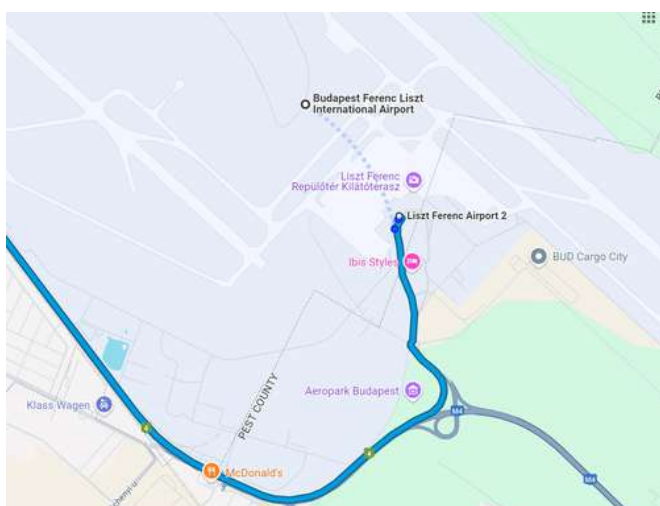 Budapest Ferenc Liszt
International Airport
Liszt Ferenc
Repülőtér Kilátóterasz
Liszt Ferenc Airport 2
Ibis Styles
BUD Cargo City
Aeropark Budapest
Klass Wagen
PEST COUNTY
M4
4
4
McDonald's
M4
chenyi u